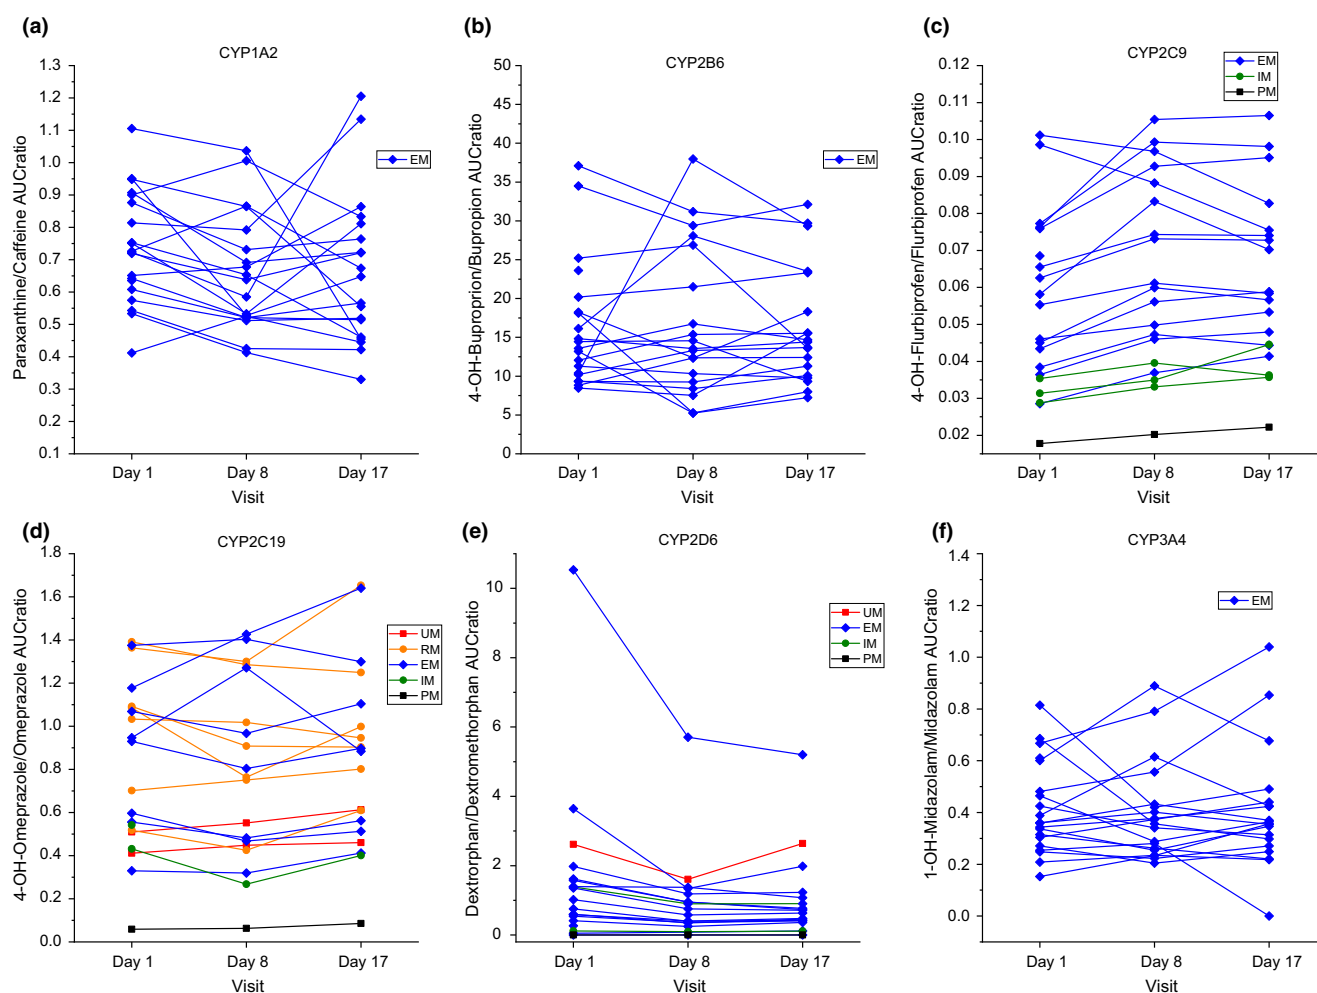 (a)
CYP1A2
Paraxanthine/Caffeine AUCratio
1.3
1.2
1.1
1.0
0.9
0.8
0.7
0.6
0.5
0.4
0.3
0.2
0.1
EM
Day 1 Day 8 Day 17
Visit
(b)
CYP2B6
4-OH-Buproprion/Bupropion AUCratio
50
45
40
35
30
25
20
15
10
5
0
EM
Day 1 Day 8 Day 17
Visit
(c)
CYP2C9
4-OH-Flurbiprofen/Flurbiprofen AUCratio
0.12
0.11
0.10
0.09
0.08
0.07
0.06
0.05
0.04
0.03
0.02
EM
IM
PM
Day 1 Day 8 Day 17
Visit
(d)
CYP2C19
4-OH-Omeprazole/Omeprazole AUCratio
1.8
1.6
1.4
1.2
1.0
0.8
0.6
0.4
0.2
0.0
UM
RM
EM
IM
PM
Day 1 Day 8 Day 17
Visit
(e)
CYP2D6
Dextrorphan/Dextromethorphan AUCratio
10
8
6
4
2
0
UM
EM
IM
PM
Day 1 Day 8 Day 17
Visit
(f)
CYP3A4
1-OH-Midazolam/Midazolam AUCratio
1.4
1.2
1.0
0.8
0.6
0.4
0.2
0.0
EM
Day 1 Day 8 Day 17
Visit